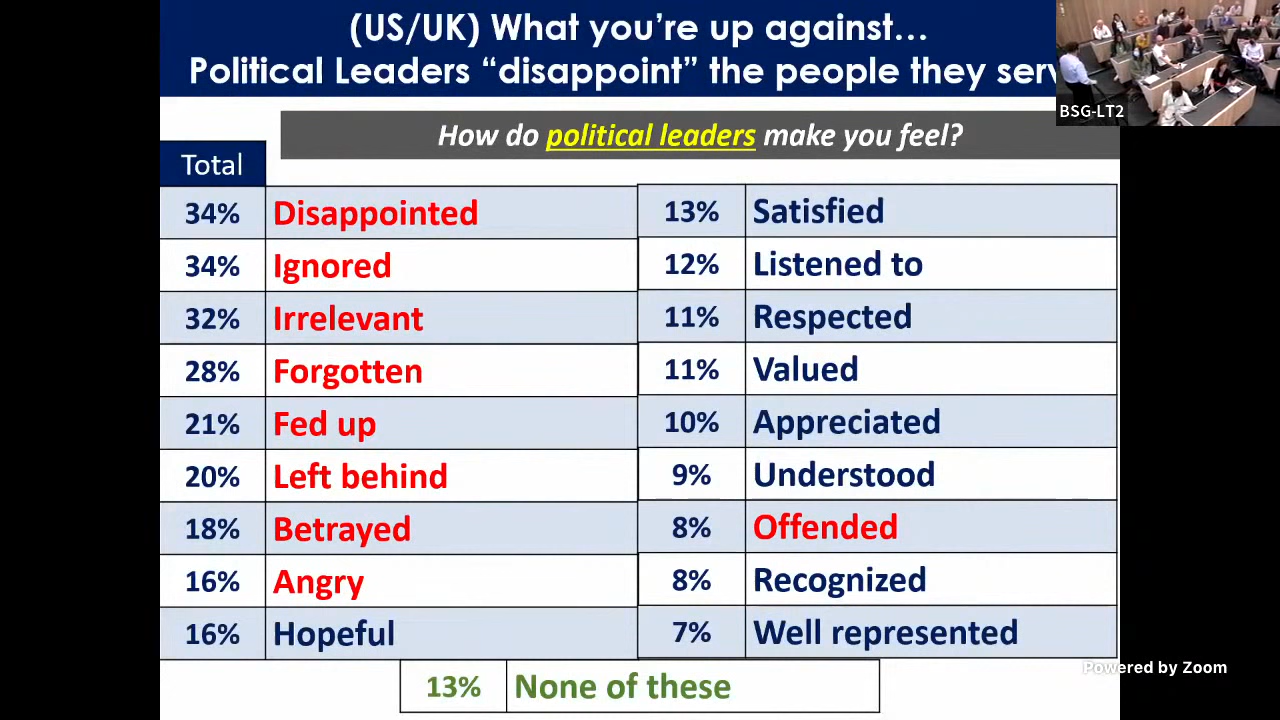 (US/UK) What you're up against…
Political Leaders “disappoint” the people they serv
BSG-LT2
How do political leaders make you feel?
Total
34% Disappointed
34% Ignored
32% Irrelevant
28% Forgotten
21% Fed up
20% Left behind
18% Betrayed
16% Angry
16% Hopeful
13% Satisfied
12% Listened to
11% Respected
11% Valued
10% Appreciated
9% Understood
8% Offended
8% Recognized
7% Well represented
13% None of these
Powered by Zoom